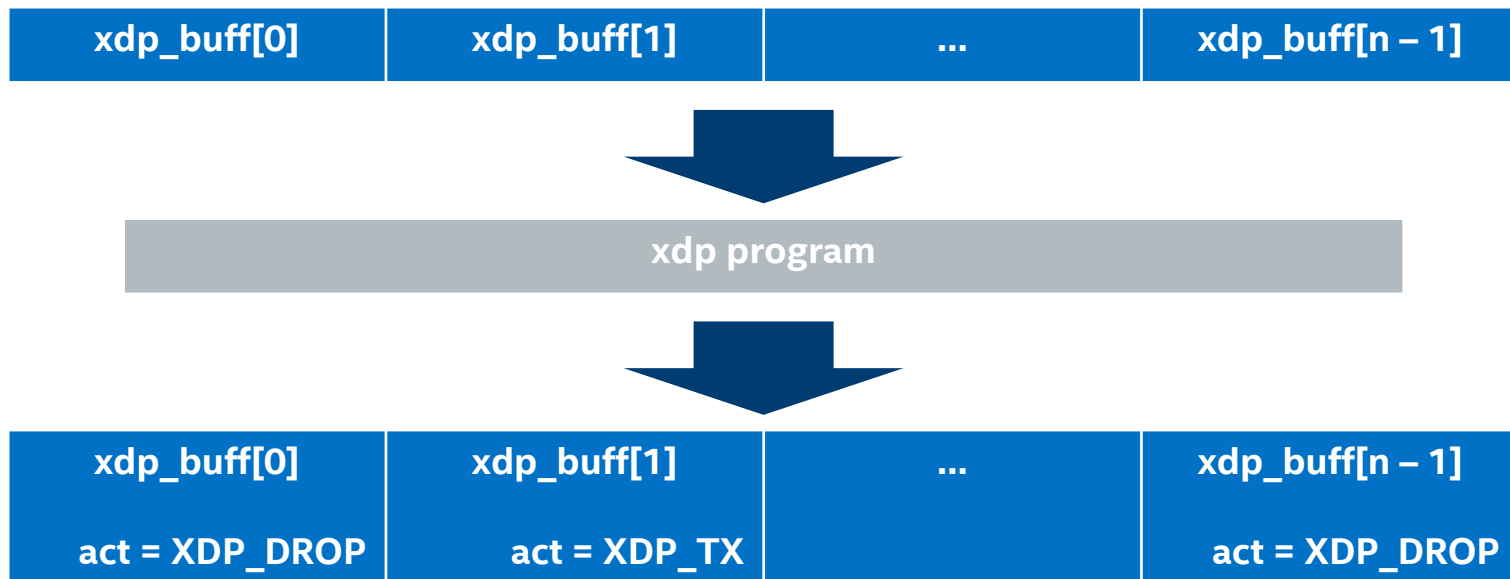 xdp_buff[0] xdp_buff[1] ... xdp_buff[n – 1]
xdp program
xdp_buff[0] xdp_buff[1] ... xdp_buff[n – 1]
act = XDP_DROP act = XDP_TX act = XDP_DROP